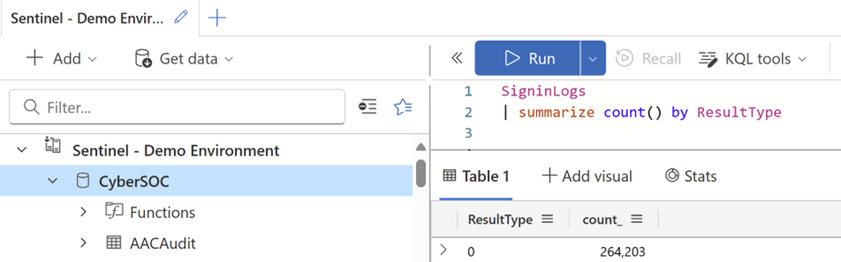 Sentinel - Demo Envir...
Add
Get data
Run
Recall
KQL tools
Filter...
1 SigninLogs
2 | summarize count() by ResultType
3
Sentinel - Demo Environment
CyberSOC
Functions
AACAudit
Table 1
Add visual
Stats
ResultType count_
0 264,203